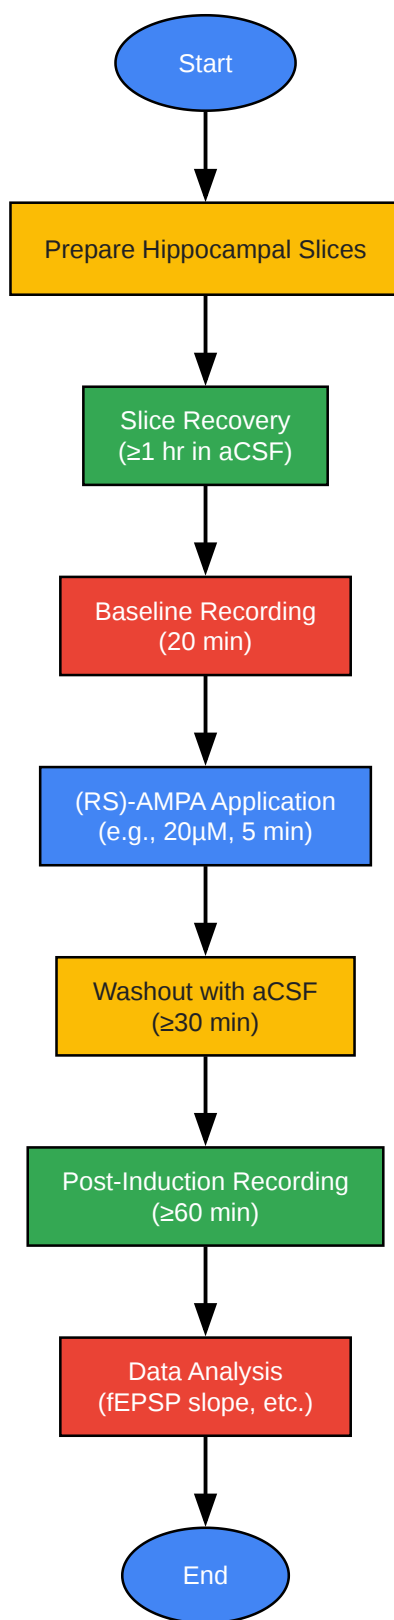 Start
Prepare Hippocampal Slices
Slice Recovery
(≥1 hr in aCSF)
Baseline Recording
(20 min)
(RS)-AMPA Application
(e.g., 20µM, 5 min)
Washout with aCSF
(≥30 min)
Post-Induction Recording
(≥60 min)
Data Analysis
(fEPSP slope, etc.)
End